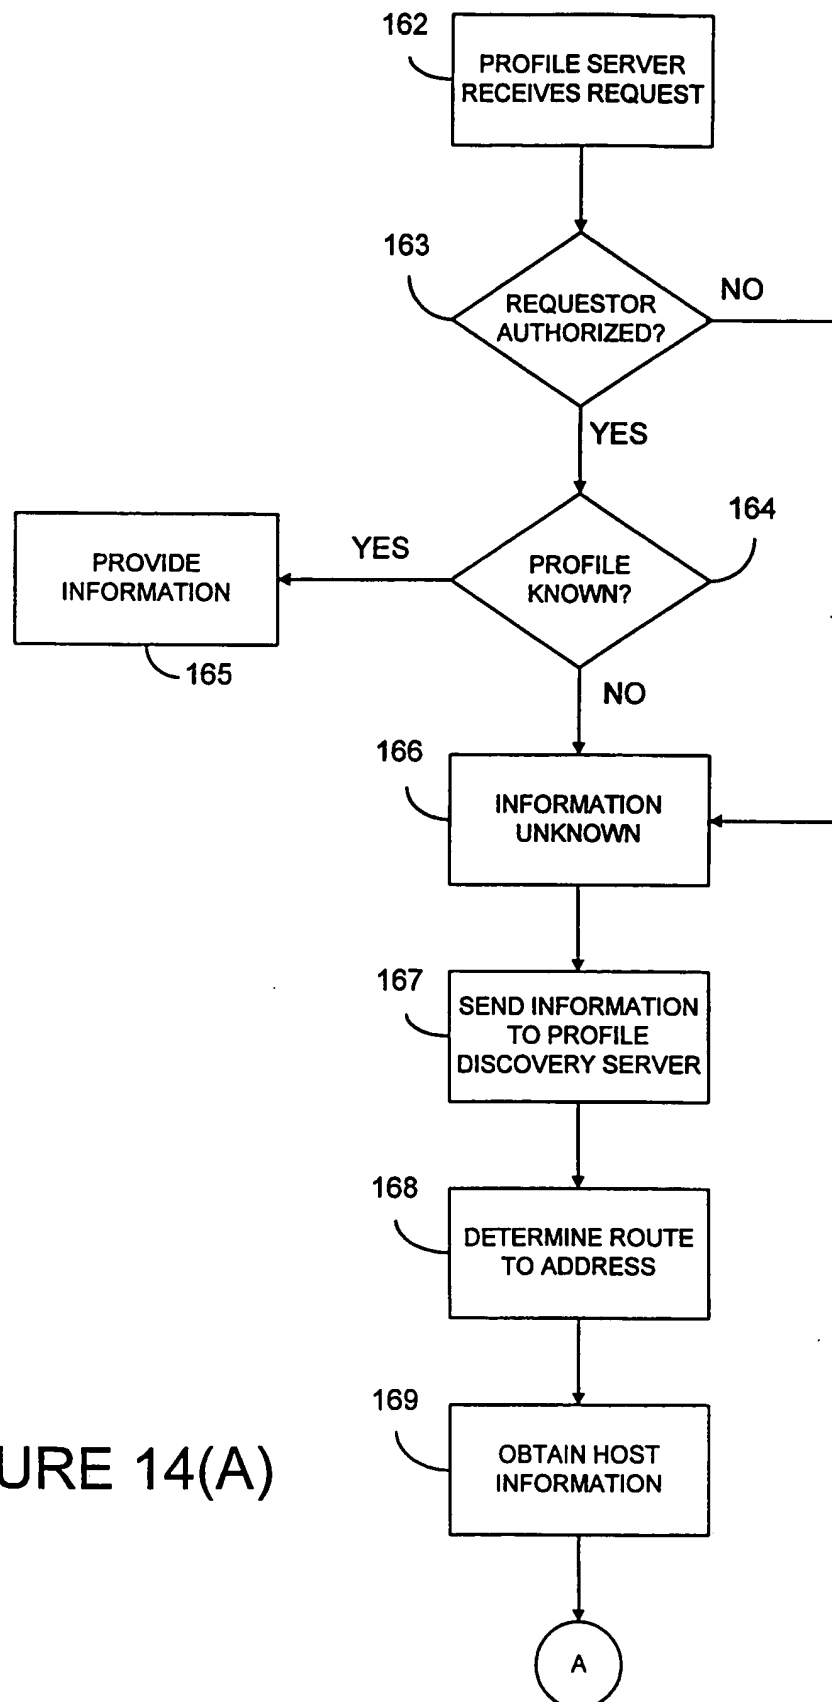 162
PROFILE SERVER
RECEIVES REQUEST
163
REQUESTOR
AUTHORIZED?
NO
YES
164
PROFILE
KNOWN?
YES
PROVIDE
INFORMATION
165
NO
166
INFORMATION
UNKNOWN
167
SEND INFORMATION
TO PROFILE
DISCOVERY SERVER
168
DETERMINE ROUTE
TO ADDRESS
169
OBTAIN HOST
INFORMATION
URE 14(A)
A